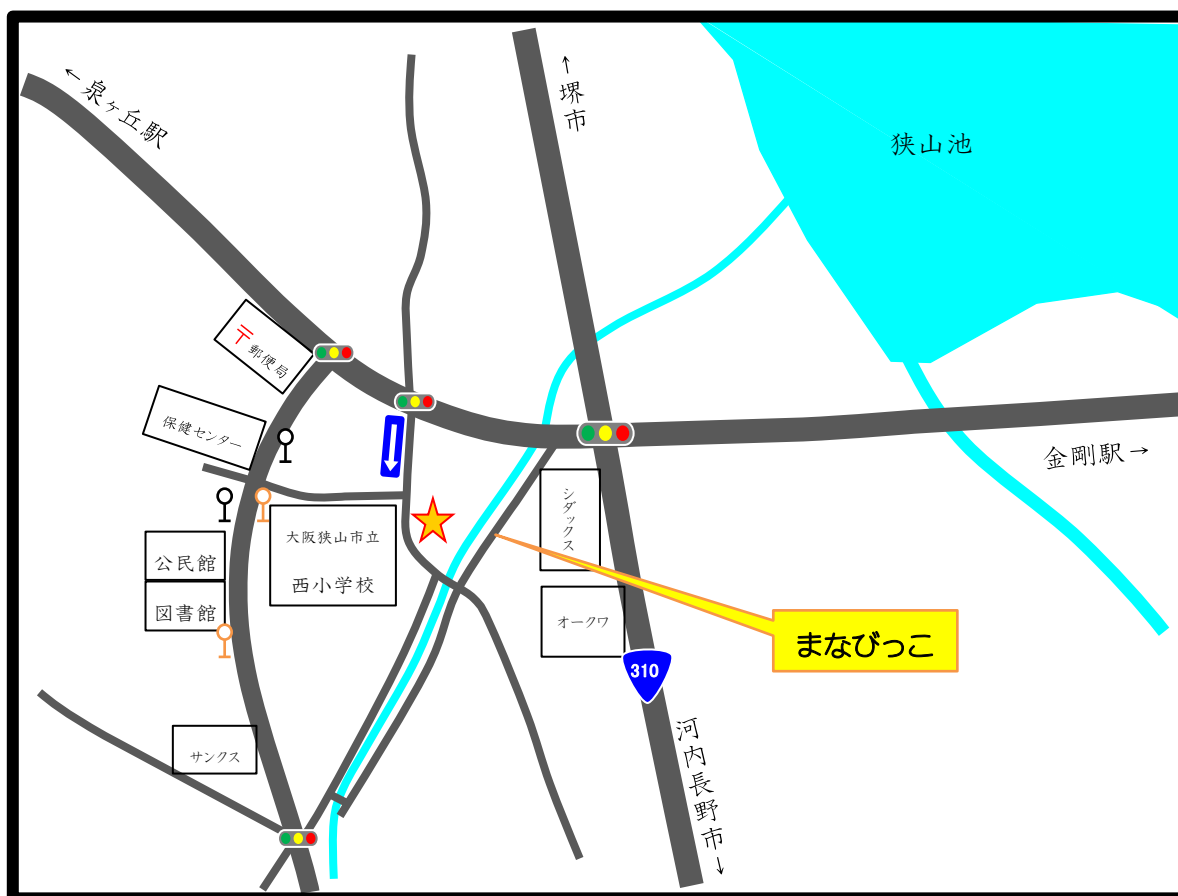 ←泉ヶ丘駅
↑堺市
狭山池
〒郵便局
保健センター
金剛駅→
シダックス
大阪狭山市立
西小学校
公民館
図書館
オークワ
まなびっこ
310
サンクス
河内長野市↓